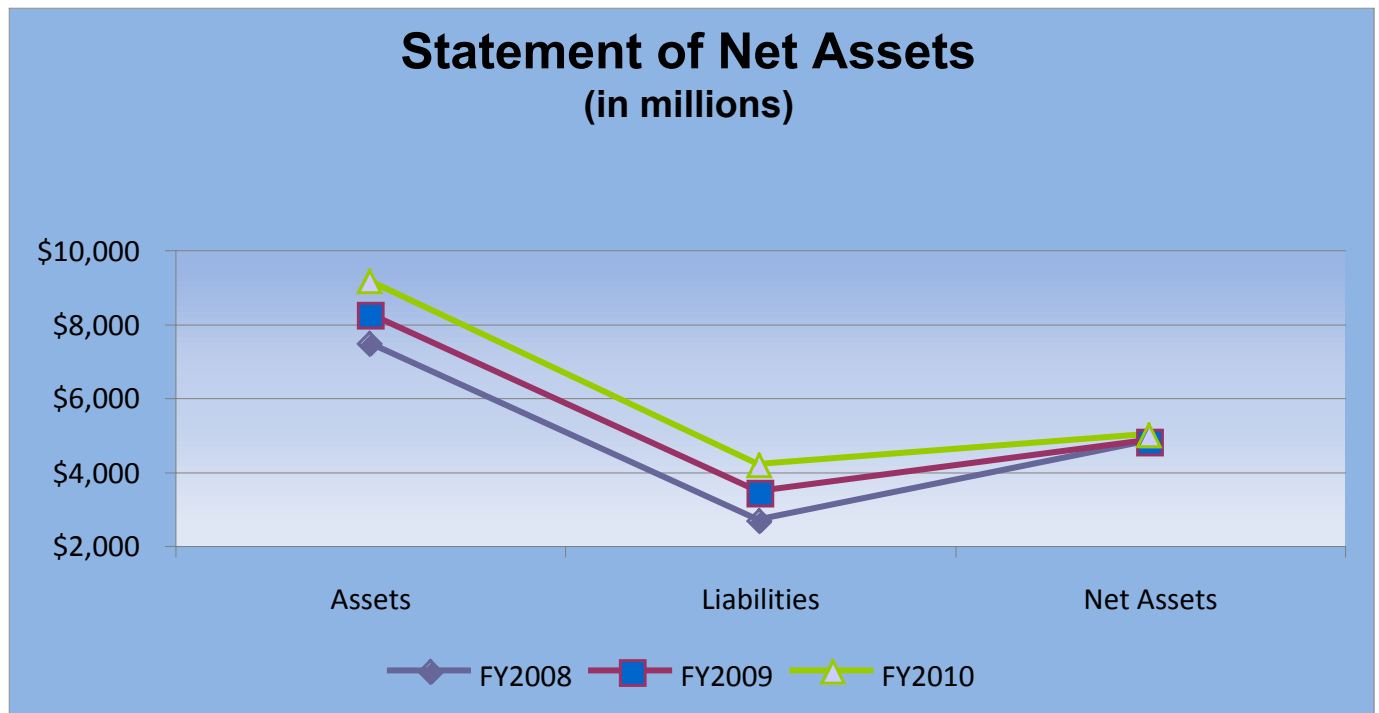 Statement of Net Assets
(in millions)
$10,000
$8,000
$6,000
$4,000
$2,000
Assets Liabilities Net Assets
FY2008 FY2009 FY2010